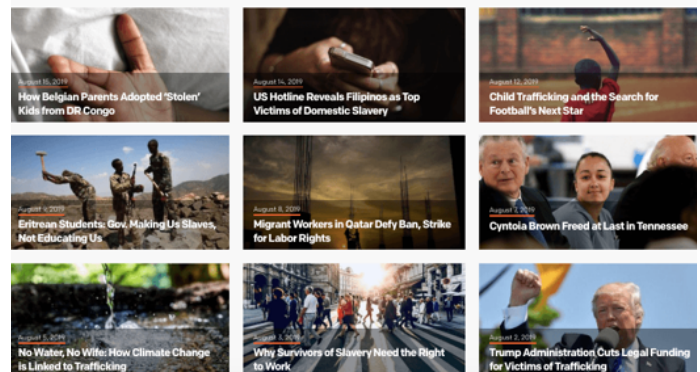 August 15, 2019
How Belgian Parents Adopted 'Stolen'
Kids from DR Congo
August 14, 2019
US Hotline Reveals Filipinos as Top
Victims of Domestic Slavery
August 12, 2019
Child Trafficking and the Search for
Football's Next Star
2019
Eritrean Students: Gov. Making Us Slaves,
Not Educating Us
August 8, 2019
Migrant Workers in Qatar Defy Ban, Strike
for Labor Rights
August 7, 2019
Cyntoia Brown Freed at Last in Tennessee
August 5, 2019
No Water, No Wife: How Climate Change
is Linked to Trafficking
2019
Why Survivors of Slavery Need the Right
to Work
August 2, 2019
Trump Administration Cuts Legal Funding
for Victims of Trafficking